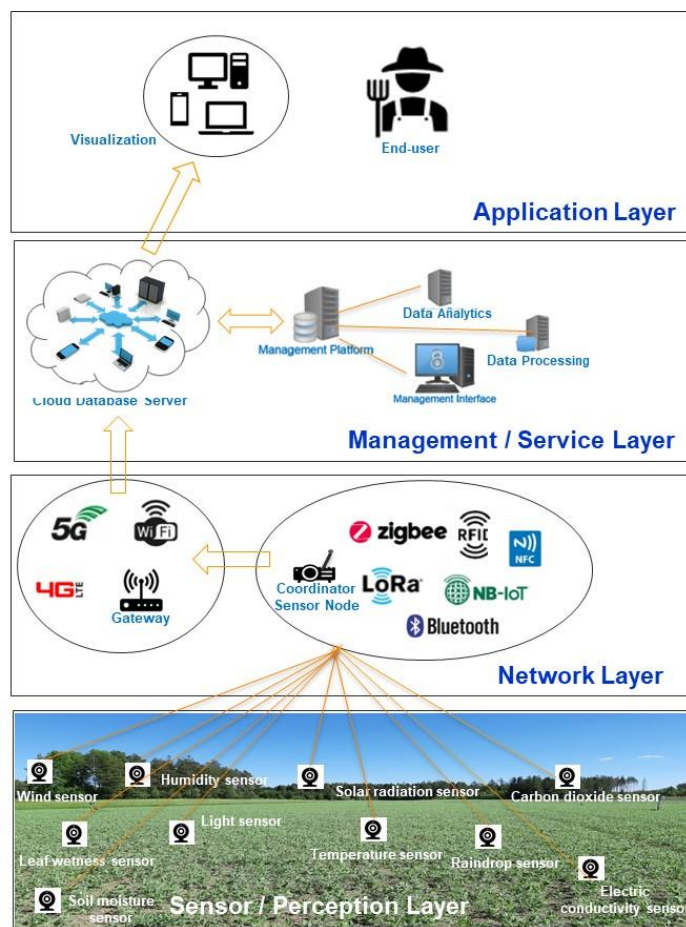 Visualization
End-user
Application Layer
Data Añalytics
Management Platform
Data Processing
Cloud Database Server
Management Interface
Management / Service Layer
5G
WiFi
4G LTE
Gateway
Coordinator
Sensor Node
zigbee
RFID
N))
NFC
LoRa
NB-IoT
Bluetooth
Network Layer
Wind sensor
Humidity sensor
Solar radiation sensor
Carbon dioxide sensor
Light sensor
Leaf wetness sensor
Temperature sensor
Raindrop sensor
Soil moisture
sensor
Electric
conductivity sensor
Sensor / Perception Layer